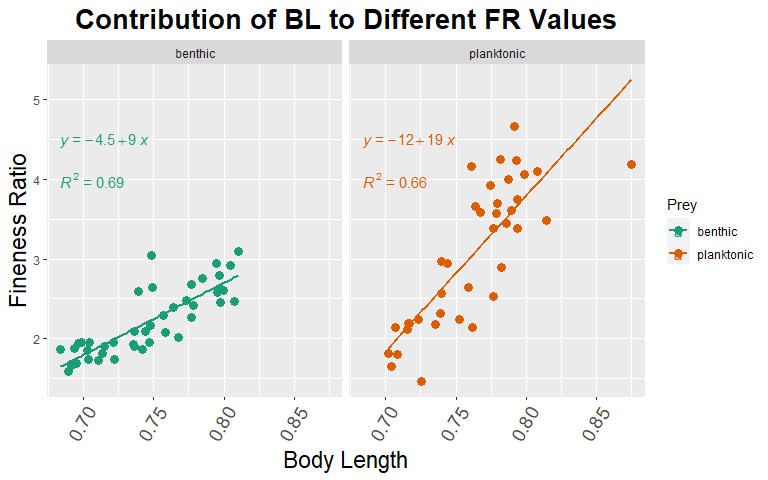 Contribution of BL to Different FR Values
benthic
planktonic
Fineness Ratio
5
4
3
2
y = −4.5+9 x
R² = 0.69
y = −12+19 x
R² = 0.66
0.70 0.75 0.80 0.85
0.70 0.75 0.80 0.85
Body Length
Prey
a benthic
a planktonic